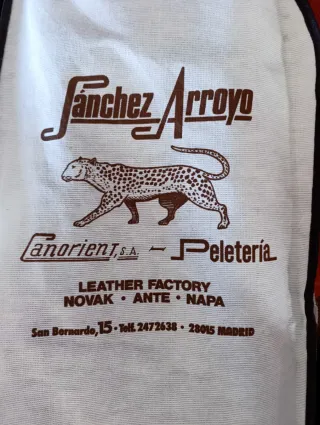 Sánchez Arroyo
Canorient, S.A. - Peletería
LEATHER FACTORY
NOVAK · ANTE · NAPA
San Bernardo, 15 · Telf. 2472638 · 28015 MADRID